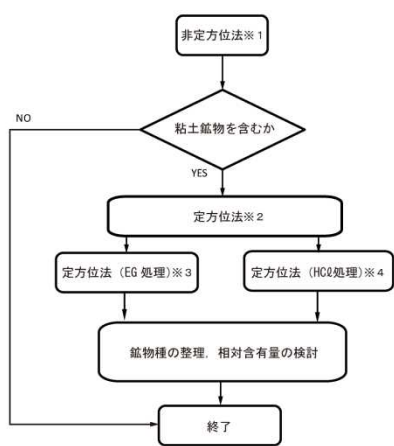 非定方位法※1
NO
粘土鉱物を含むか
YES
定方位法※2
定方位法（EG 処理)※3
定方位法（HCℓ処理)※4
鉱物種の整理，相対含有量の検討
終了